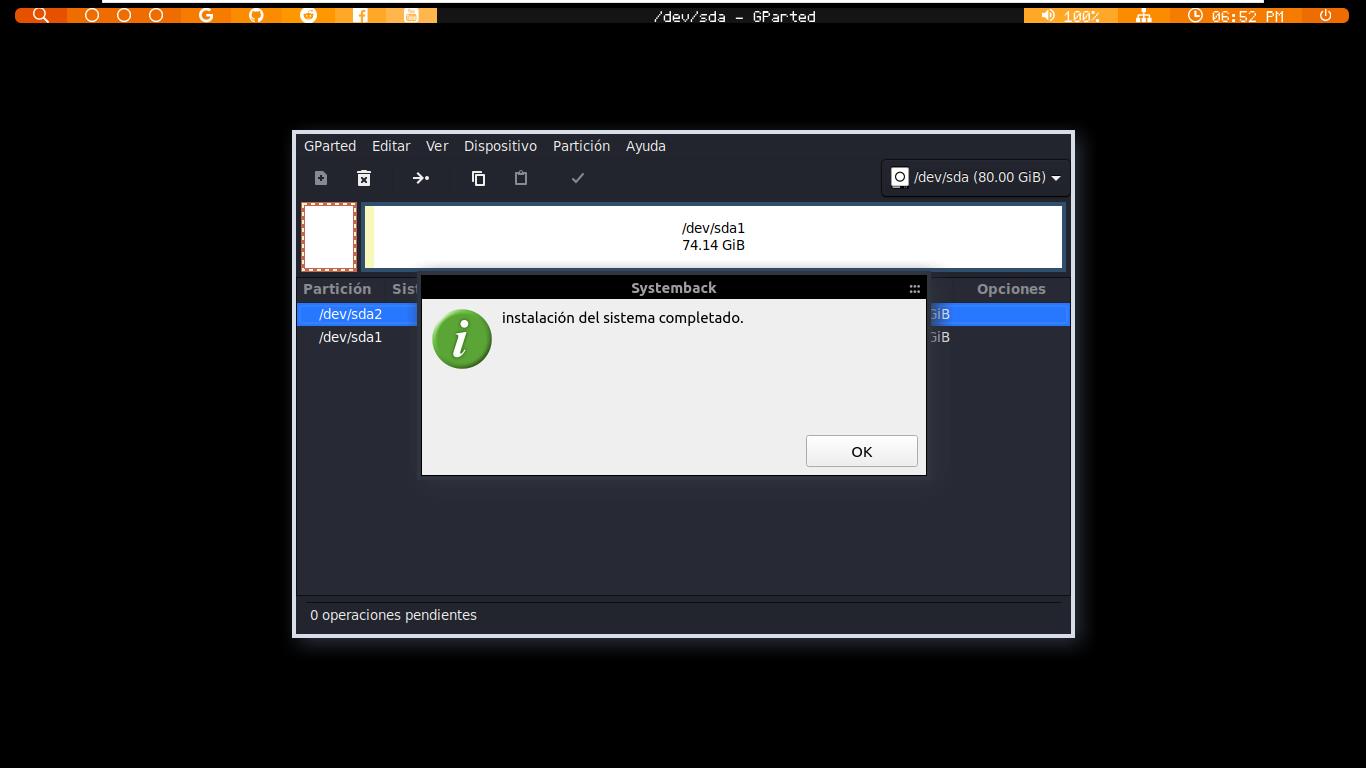 /dev/sda - GParted
100%
06:52 PM
GParted Editar Ver Dispositivo Partición Ayuda
/dev/sda (80.00 GiB)
/dev/sda1
74.14 GiB
Systemback
Partición Sist Opciones
instalación del sistema completado.
/dev/sda2 GiB
/dev/sda1 GiB
OK
0 operaciones pendientes